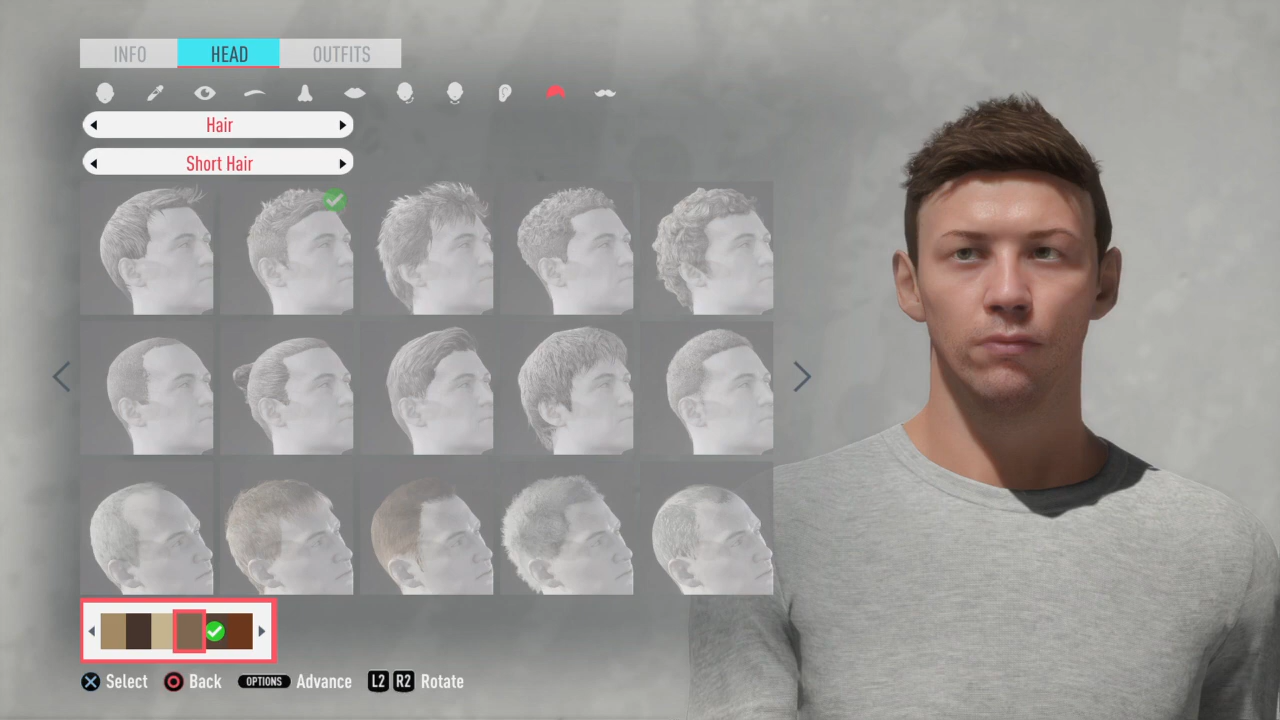 INFO HEAD OUTFITS
Hair
Short Hair
Select Back OPTIONS Advance L2 R2 Rotate